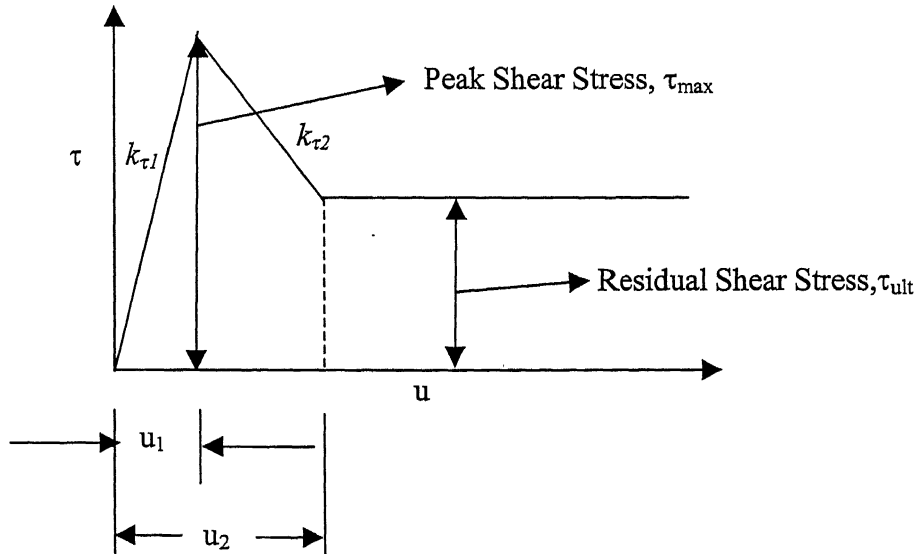 Peak Shear Stress, τmax
τ
kτ1
kτ2
Residual Shear Stress,τult
u
u1
u2